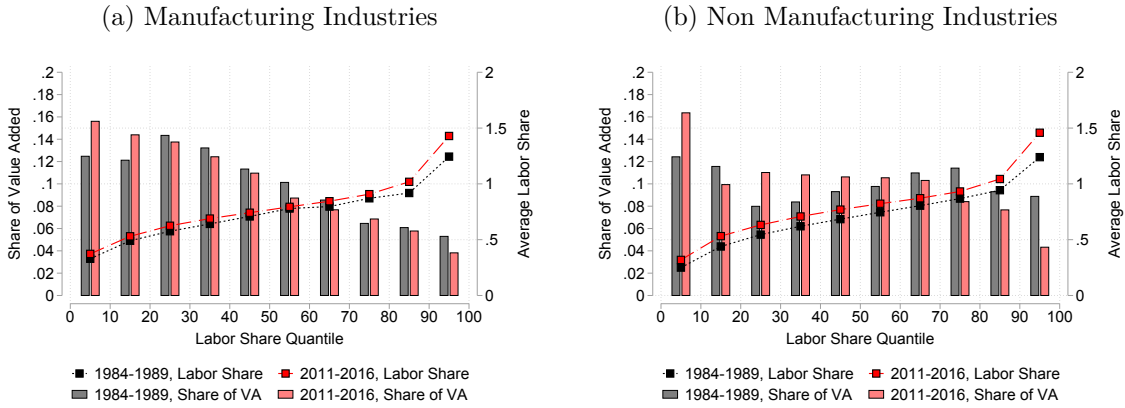 (a) Manufacturing Industries
Share of Value Added
.2
.18
.16
.14
.12
.1
.08
.06
.04
.02
0
2
1.5
1
.5
0
Average Labor Share
0 10 20 30 40 50 60 70 80 90 100
Labor Share Quantile
1984-1989, Labor Share 2011-2016, Labor Share
1984-1989, Share of VA 2011-2016, Share of VA
(b) Non Manufacturing Industries
Share of Value Added
.2
.18
.16
.14
.12
.1
.08
.06
.04
.02
0
2
1.5
1
.5
0
Average Labor Share
0 10 20 30 40 50 60 70 80 90 100
Labor Share Quantile
1984-1989, Labor Share 2011-2016, Labor Share
1984-1989, Share of VA 2011-2016, Share of VA